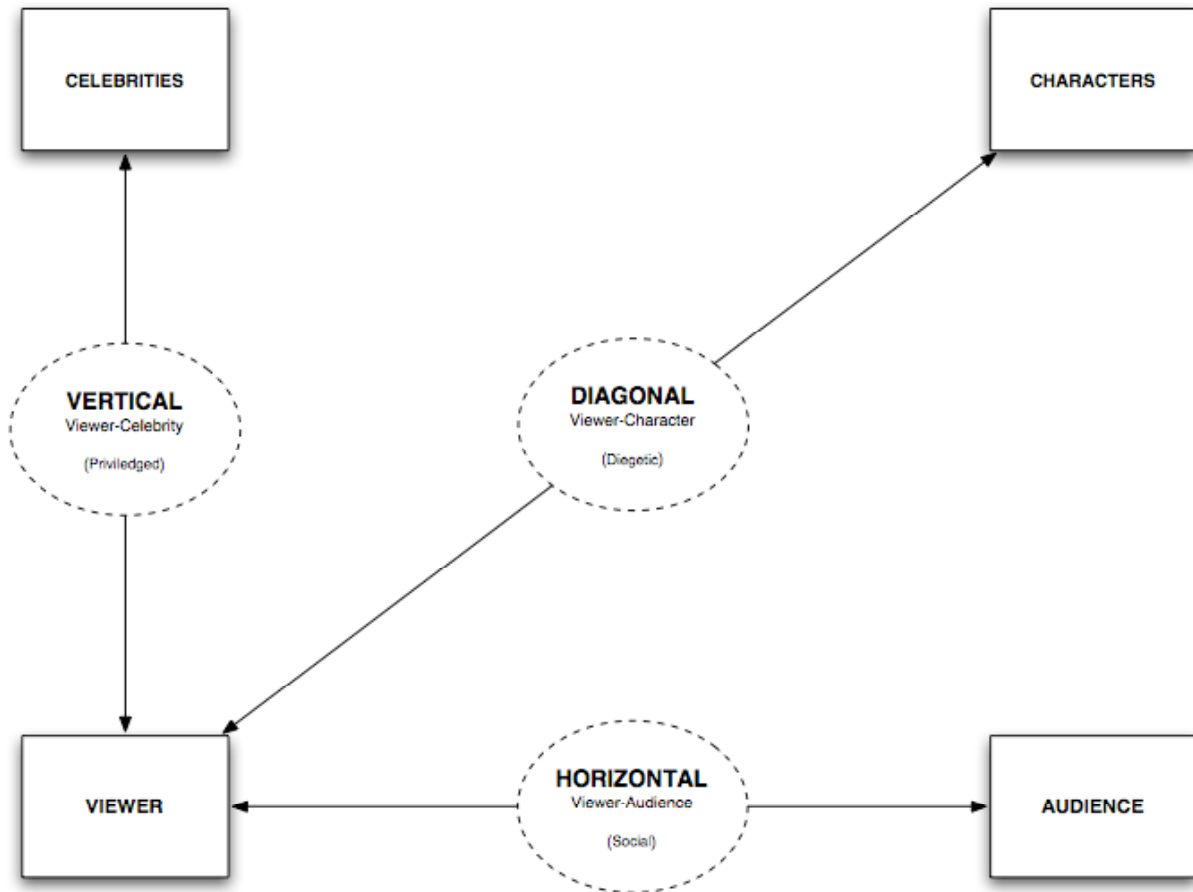 CELEBRITIES
CHARACTERS
VERTICAL
Viewer-Celebrity
(Priviledged)
DIAGONAL
Viewer-Character
(Diegetic)
VIEWER
HORIZONTAL
Viewer-Audience
(Social)
AUDIENCE